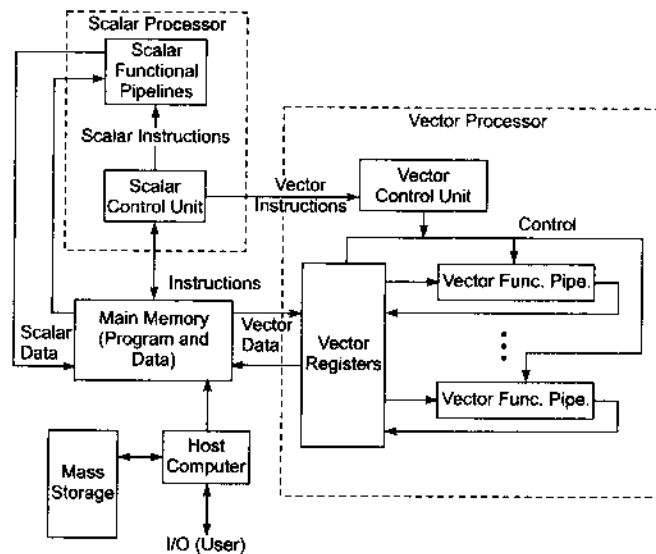 Scalar Processor
Scalar
Functional
Pipelines
Scalar Instructions
Vector Processor
Scalar
Control Unit
Vector
Instructions
Vector
Control Unit
Control
Instructions
Vector Func. Pipe.
Main Memory
(Program and
Data)
Scalar
Data
Vector
Data
Vector
Registers
Vector Func. Pipe.
Mass
Storage
Host
Computer
I/O (User)